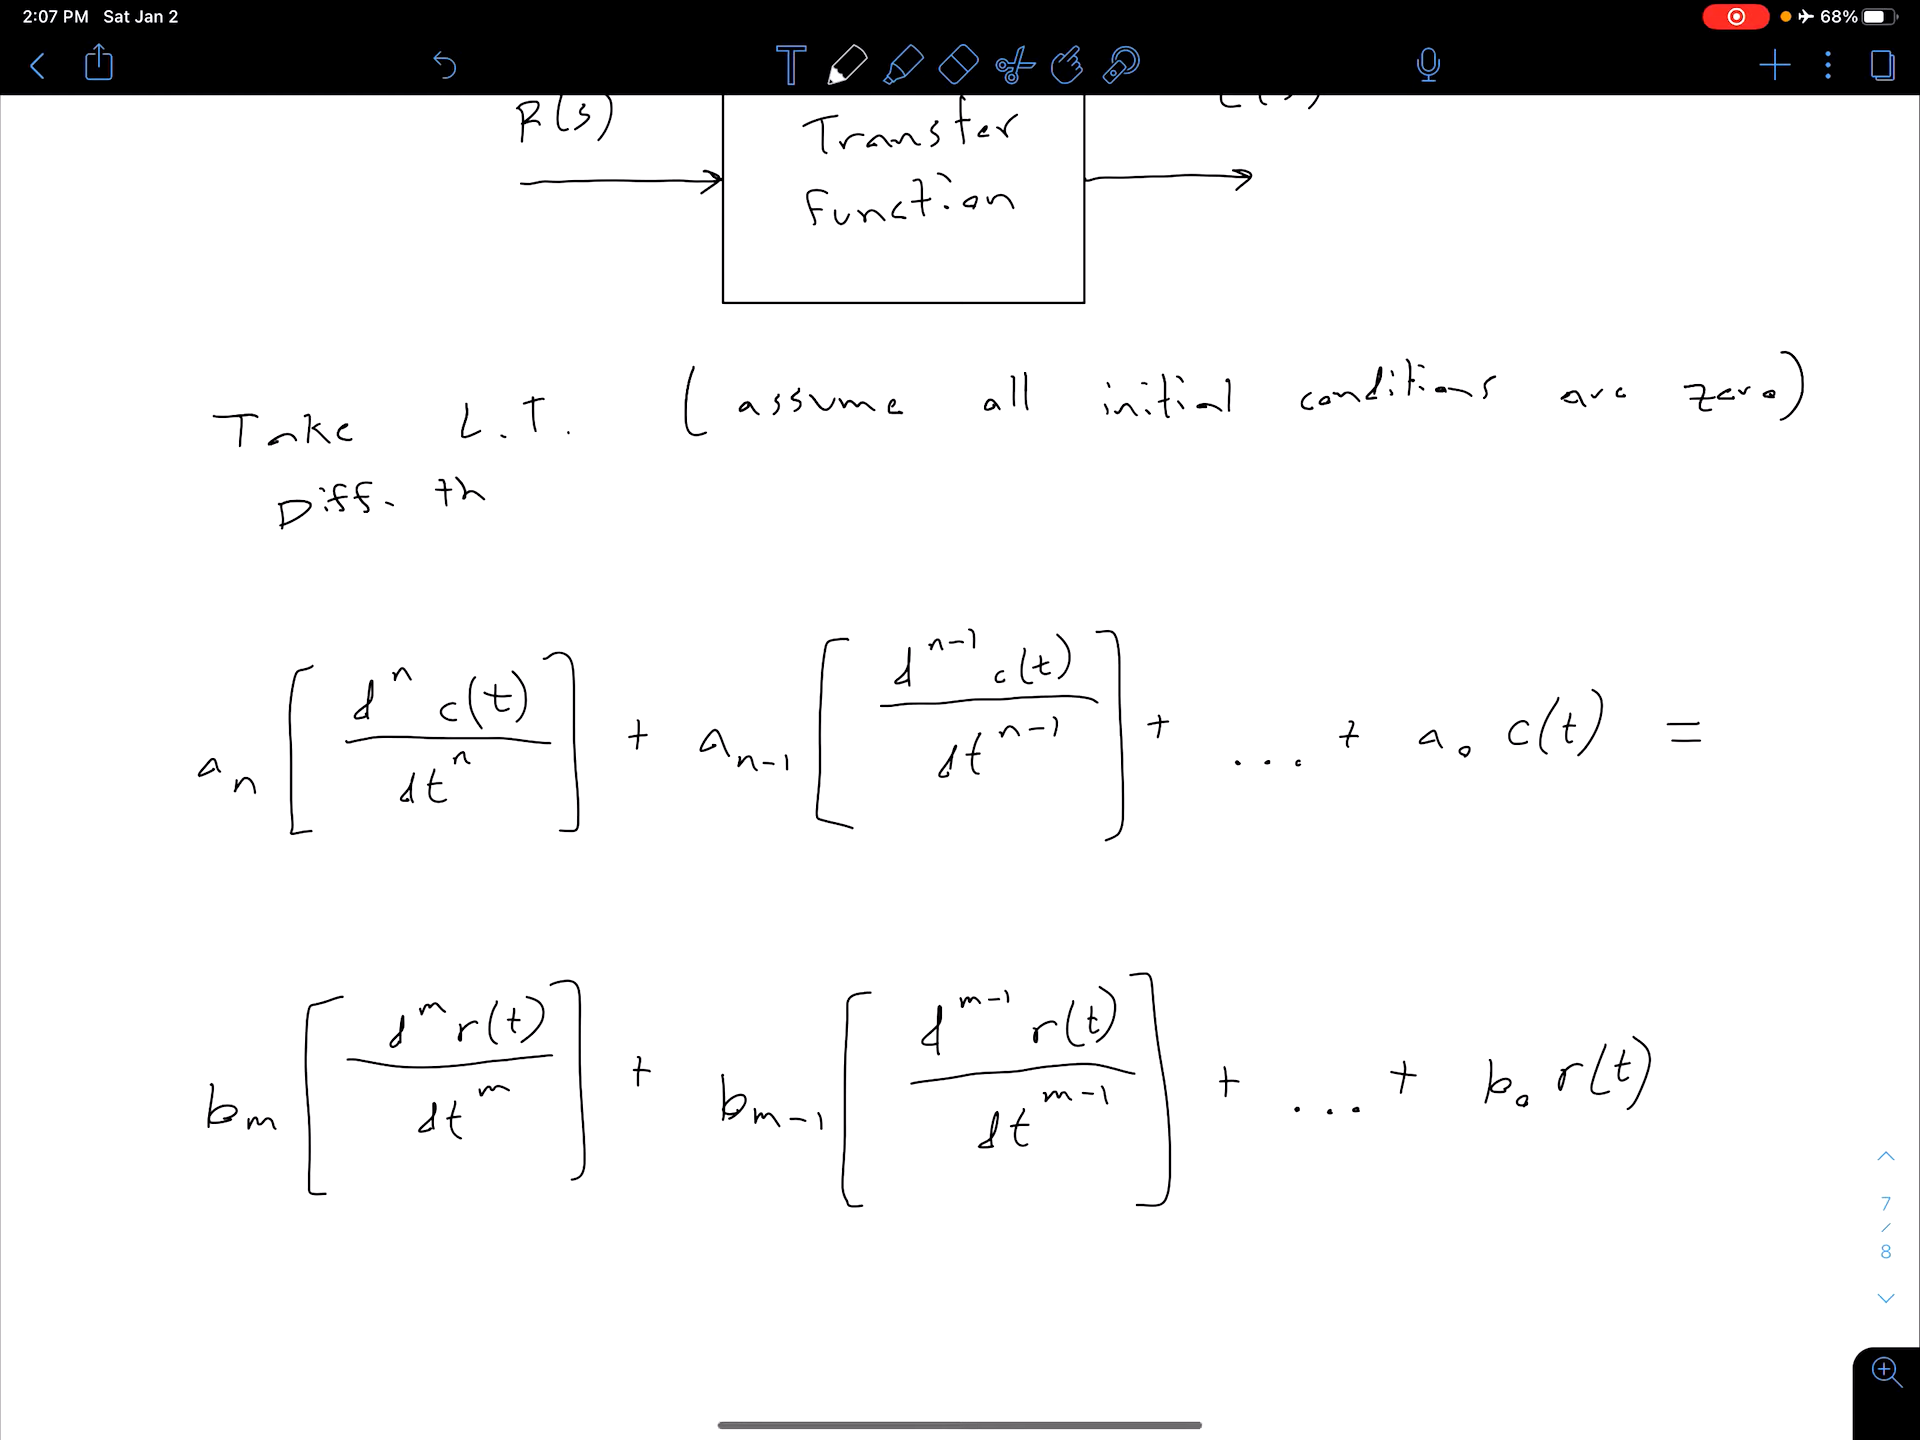 2:07 PM Sat Jan 2
68%
R(s)
Transfer
function
Take L.T. (assume all initial conditions are zero)
Diff. th
aₙ [ dⁿ c(t) / dtⁿ ] + aₙ₋₁ [ dⁿ⁻¹ c(t) / dtⁿ⁻¹ ] + ... + a₀ c(t) =
bₘ [ dᵐ r(t) / dtᵐ ] + bₘ₋₁ [ dᵐ⁻¹ r(t) / dtᵐ⁻¹ ] + ... + b₀ r(t)
7
/
8